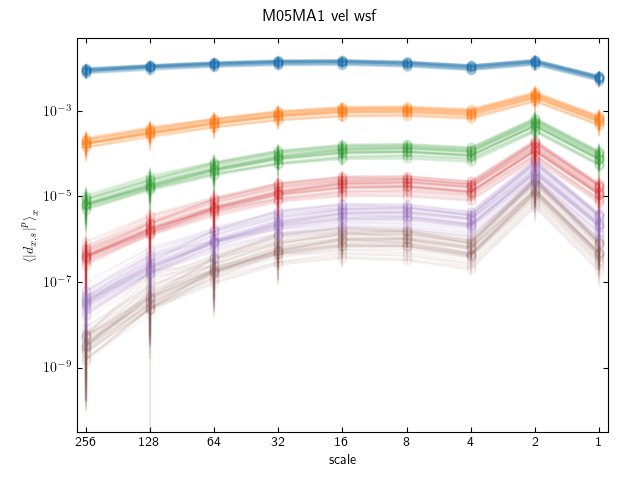 M05MA1 vel wsf
⟨|d_{x,s}|^p⟩_x
10^{-3}
10^{-5}
10^{-7}
10^{-9}
256 128 64 32 16 8 4 2 1
scale